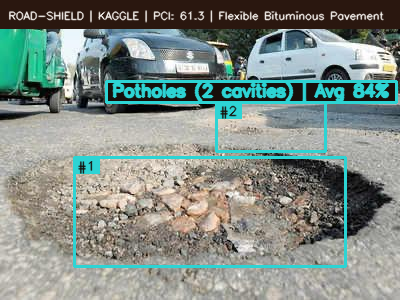 ROAD-SHIELD | KAGGLE | PCI: 61.3 | Flexible Bituminous Pavement
Potholes (2 cavities) | Avg 84%
#2
#1